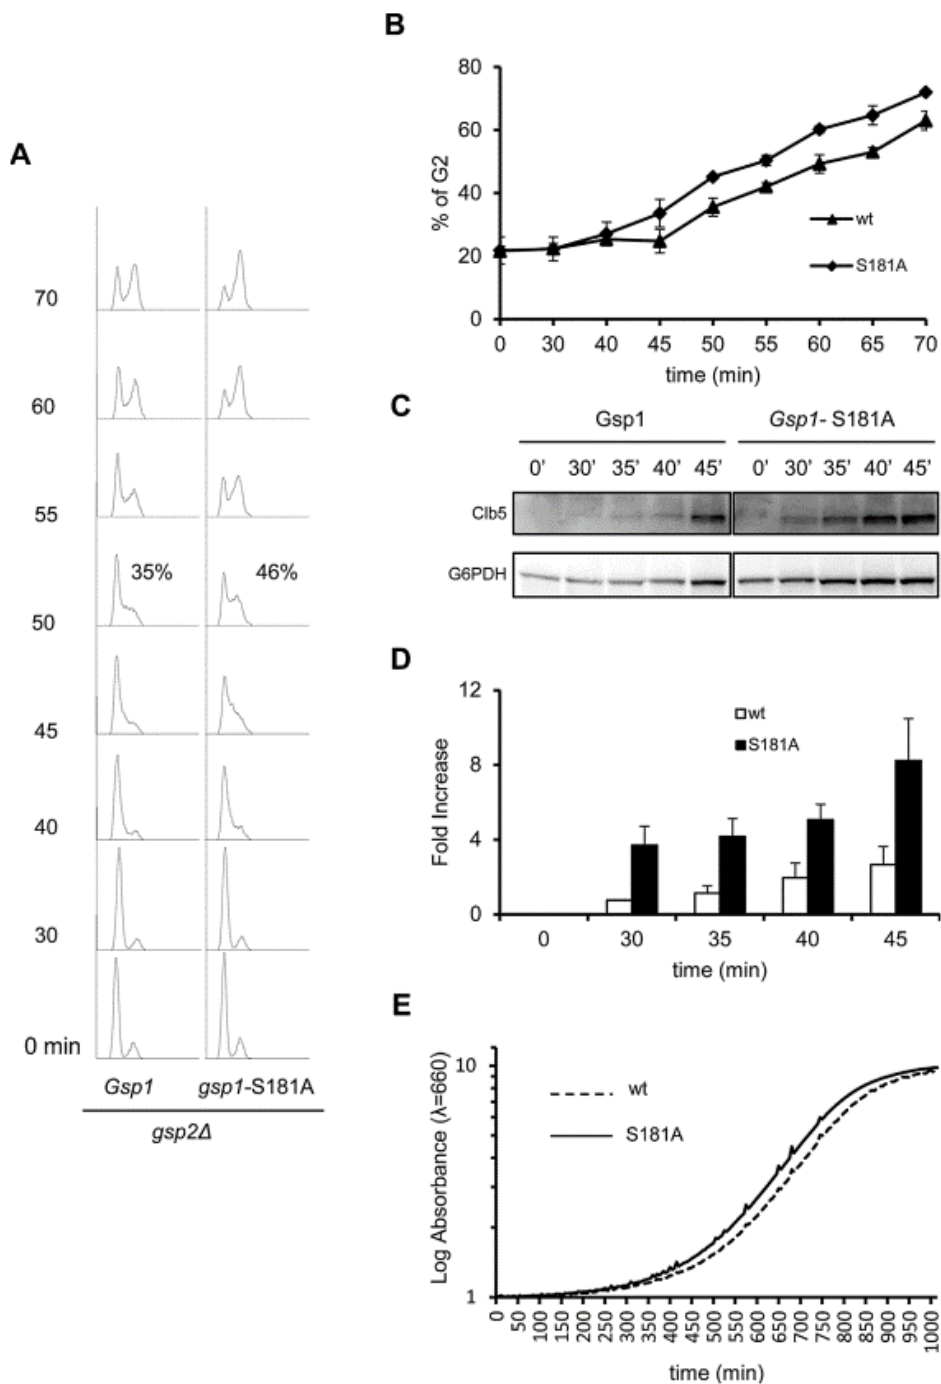 A
70
60
55
50
45
40
30
0 min
35%
46%
Gsp1
gsp1-S181A
gsp2Δ
B
80
60
40
20
0
% of G2
wt
S181A
0 30 40 45 50 55 60 65 70
time (min)
C
Gsp1
Gsp1- S181A
0' 30' 35' 40' 45'
0' 30' 35' 40' 45'
Clb5
G6PDH
D
12
8
4
0
Fold Increase
wt
S181A
0 30 35 40 45
time (min)
E
10
1
Log Absorbance (λ=660)
wt
S181A
0 50 100 150 200 250 300 350 400 450 500 550 600 650 700 750 800 850 900 950 1000
time (min)